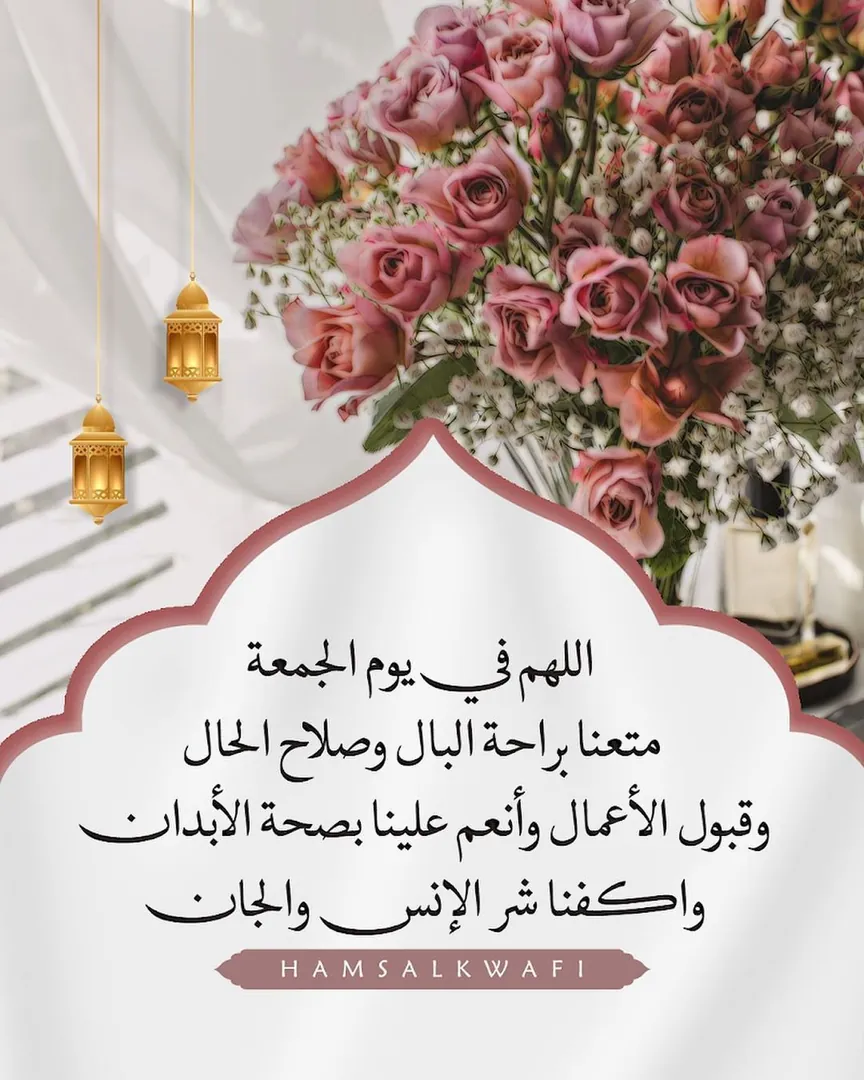 اللهم في يوم الجمعة
متعنا براحة البال وصلاح الحال
وقبول الأعمال وأنعم علينا بصحة الأبدان
واكفنا شر الإنس والجان
HAMSALKWAFI